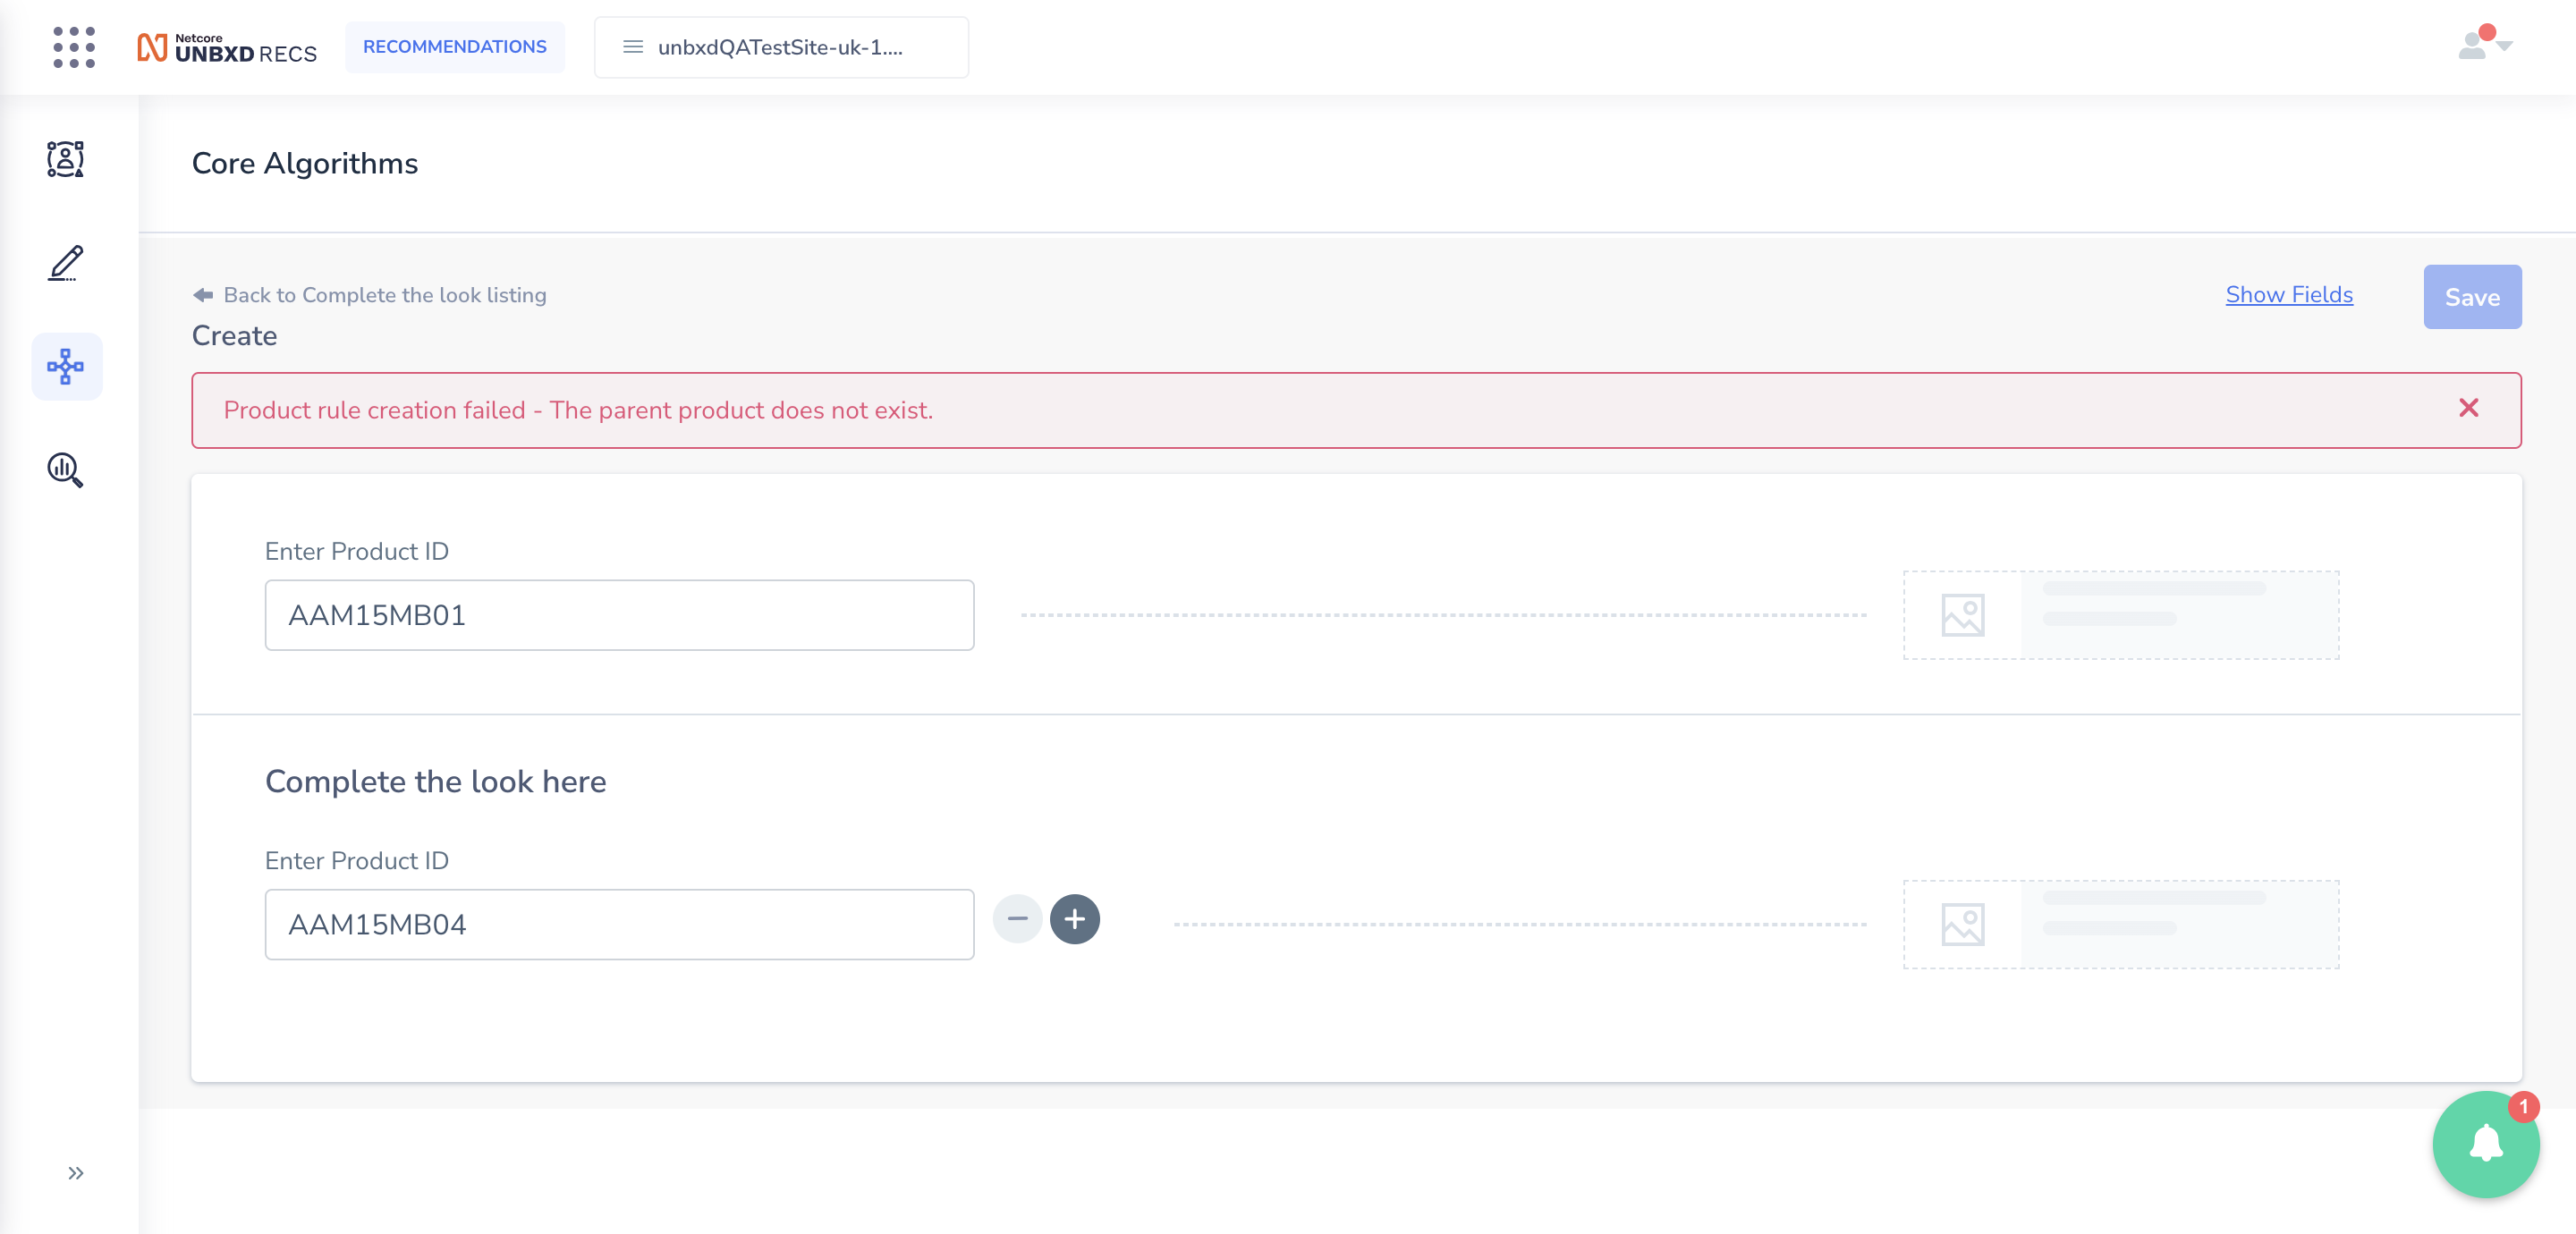 Netcore
UNBXD RECS
RECOMMENDATIONS
unbxdQATestSite-uk-1....
Core Algorithms
Back to Complete the look listing
Show Fields
Save
Create
Product rule creation failed - The parent product does not exist.
Enter Product ID
AAM15MB01
Complete the look here
Enter Product ID
AAM15MB04
1